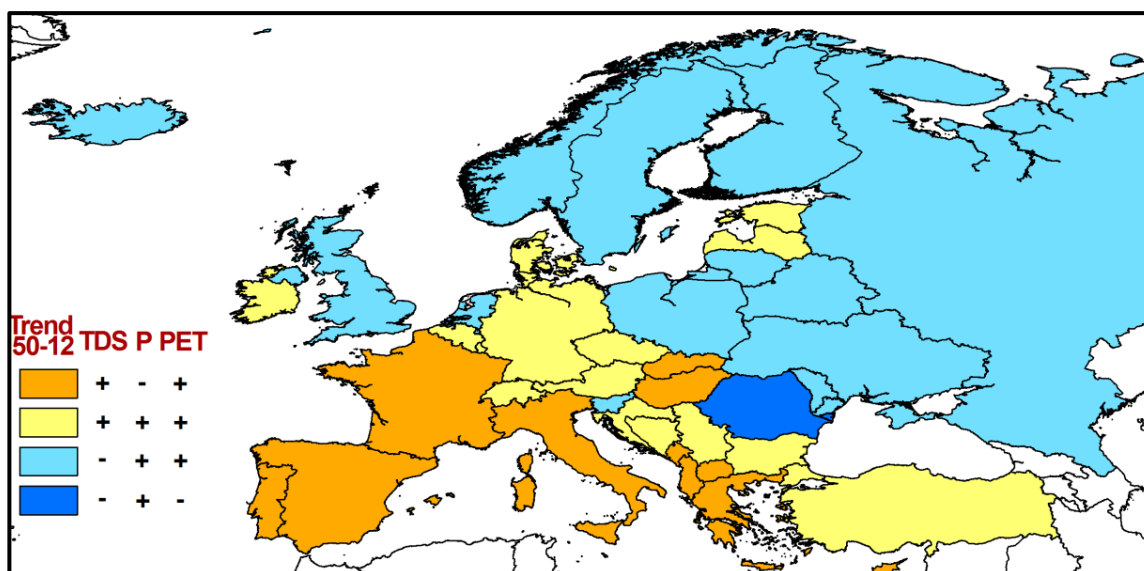 Trend
50-12 TDS P PET
+ - +
+ + +
- + +
- + -